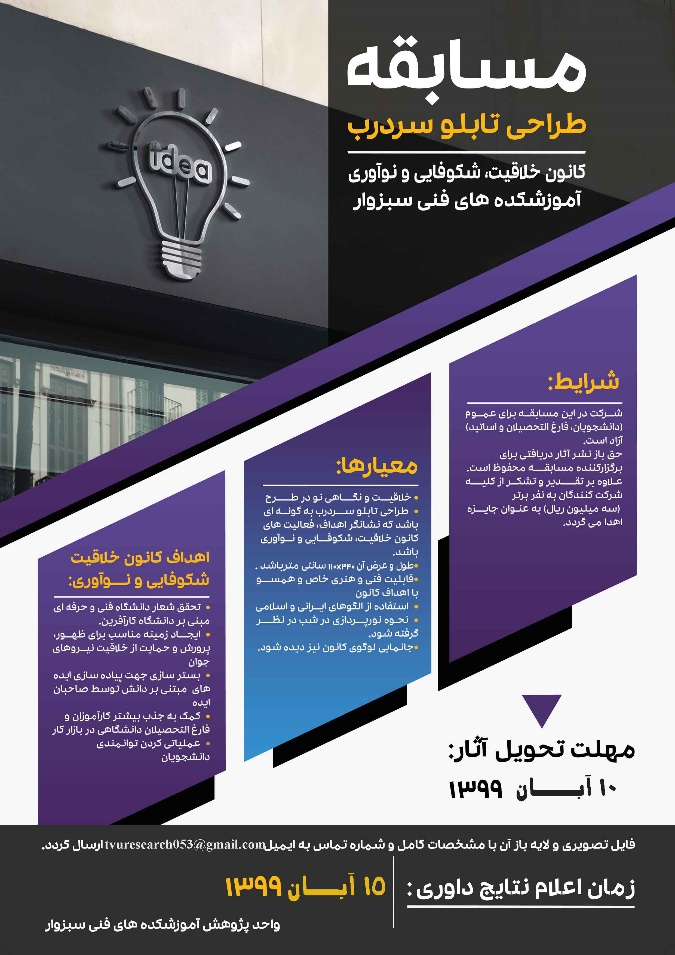 idea
مسابقه
طراحی تابلو سردرب
کانون خلاقیت، شکوفایی و نوآوری
آموزشکده های فنی سبزوار
شرایط:
شرکت در این مسابقه برای عموم
(دانشجویان، فارغ التحصیلان و اساتید)
آزاد است.
حق باز نشر آثار دریافتی برای
برگزارکننده مسابقه محفوظ است.
علاوه بر تقدیر و تشکر از کلیه
شرکت کنندگان به نفر برتر
(سه میلیون ریال) به عنوان جایزه
اهدا می گردد.
معیارها:
• خلاقیت و نگاهی نو در طرح
• طراحی تابلو سردرب به گونه ای
باشد که نشانگر اهداف، فعالیت های
کانون خلاقیت، شکوفایی و نوآوری
باشد.
•طول و عرض آن ۲۴۰×۱۱۰ سانتی مترباشد .
•قابلیت فنی و هنری خاص و همسو
با اهداف کانون
• استفاده از الگوهای ایرانی و اسلامی
• نحوه نورپردازی در شب در نظر
گرفته شود.
•جانمایی لوگوی کانون نیز دیده شود.
اهداف کانون خلاقیت
شکوفایی و نوآوری:
• تحقق شعار دانشگاه فنی و حرفه ای
مبنی بر دانشگاه کارآفرین.
• ایجاد زمینه مناسب برای ظهور،
پرورش و حمایت از خلاقیت نیروهای
جوان
• بستر سازی جهت پیاده سازی ایده
های مبتنی بر دانش توسط صاحبان
ایده
• کمک به جذب بیشتر کارآموزان و
فارغ التحصیلان دانشگاهی در بازار کار
• عملیاتی کردن توانمندی
دانشجویان
مهلت تحویل آثار:
۱۰ آبان ۱۳۹۹
فایل تصویری و لایه باز آن با مشخصات کامل و شماره تماس به ایمیل tvuresearch053@gmail.com ارسال گردد.
زمان اعلام نتایج داوری: ۱۵ آبان ۱۳۹۹
واحد پژوهش آموزشکده های فنی سبزوار